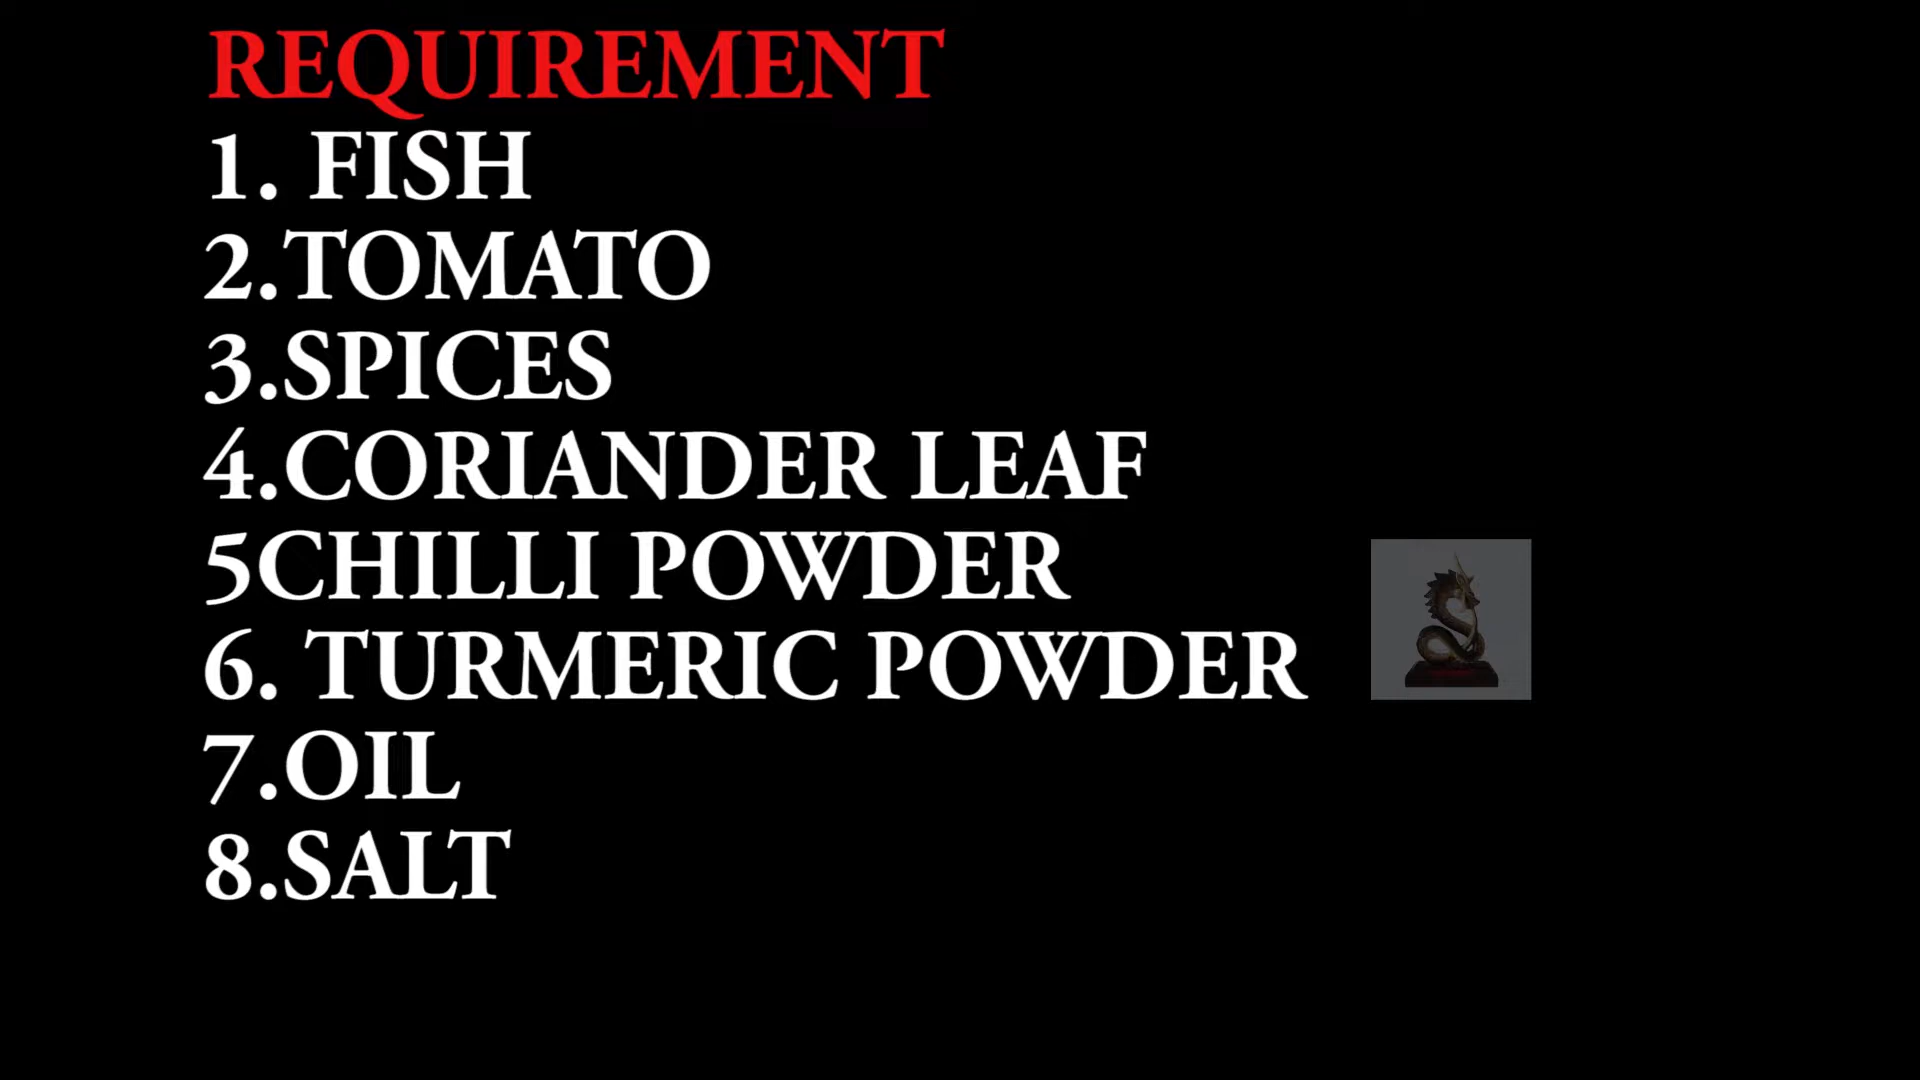 REQUIREMENT
1. FISH
2.TOMATO
3.SPICES
4.CORIANDER LEAF
5CHILLI POWDER
6. TURMERIC POWDER
7.OIL
8.SALT